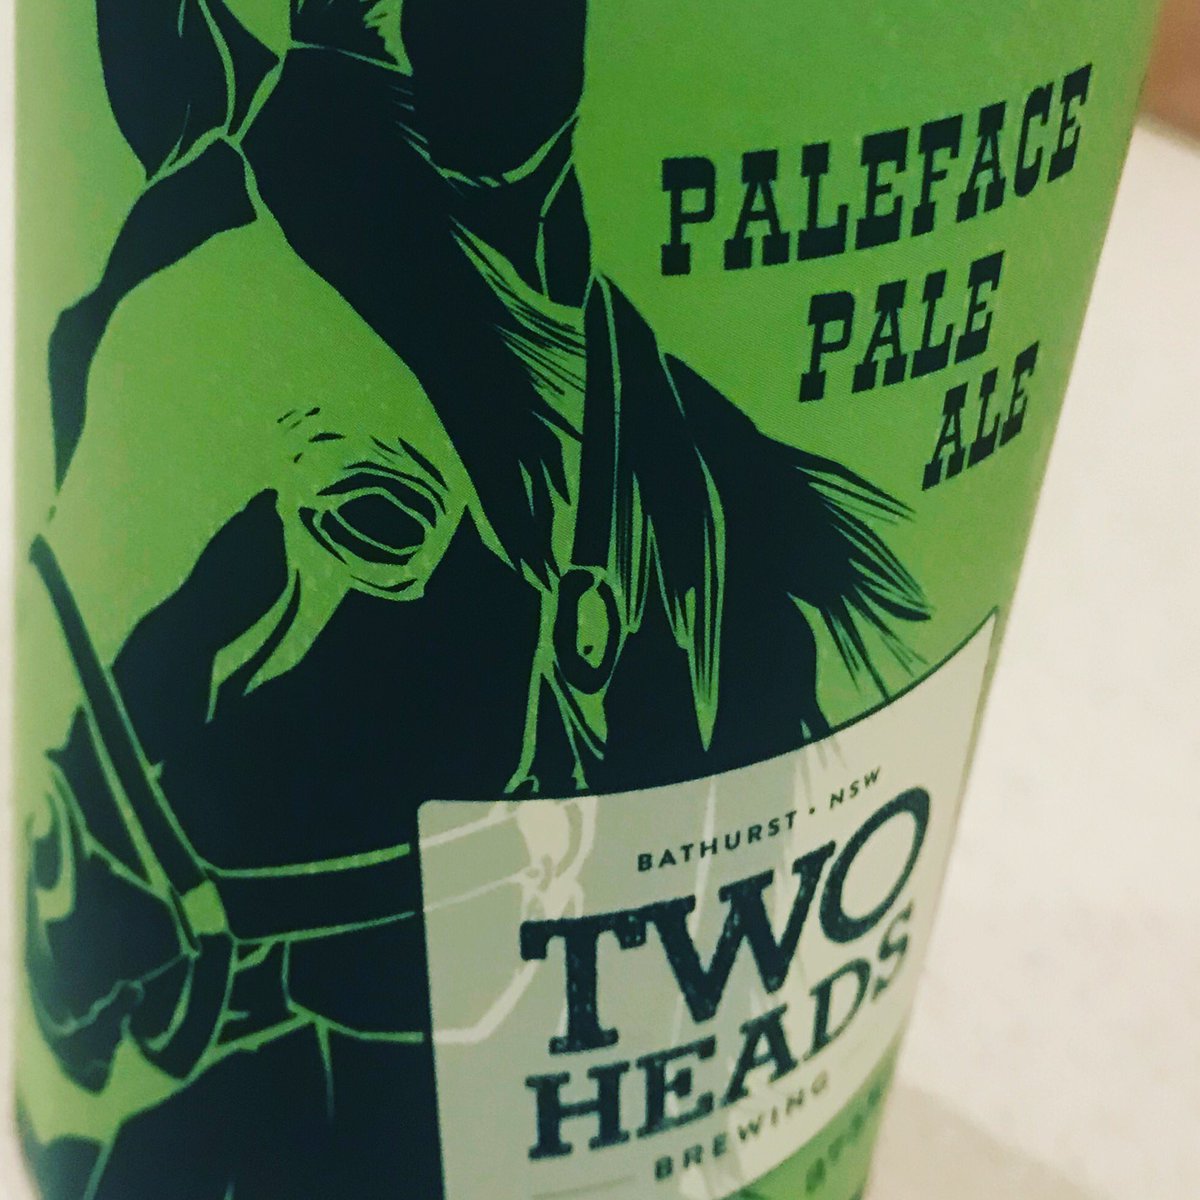 PALEFACE
PALE
ALE
BATHURST · NSW
TWO
HEADS
BREWING